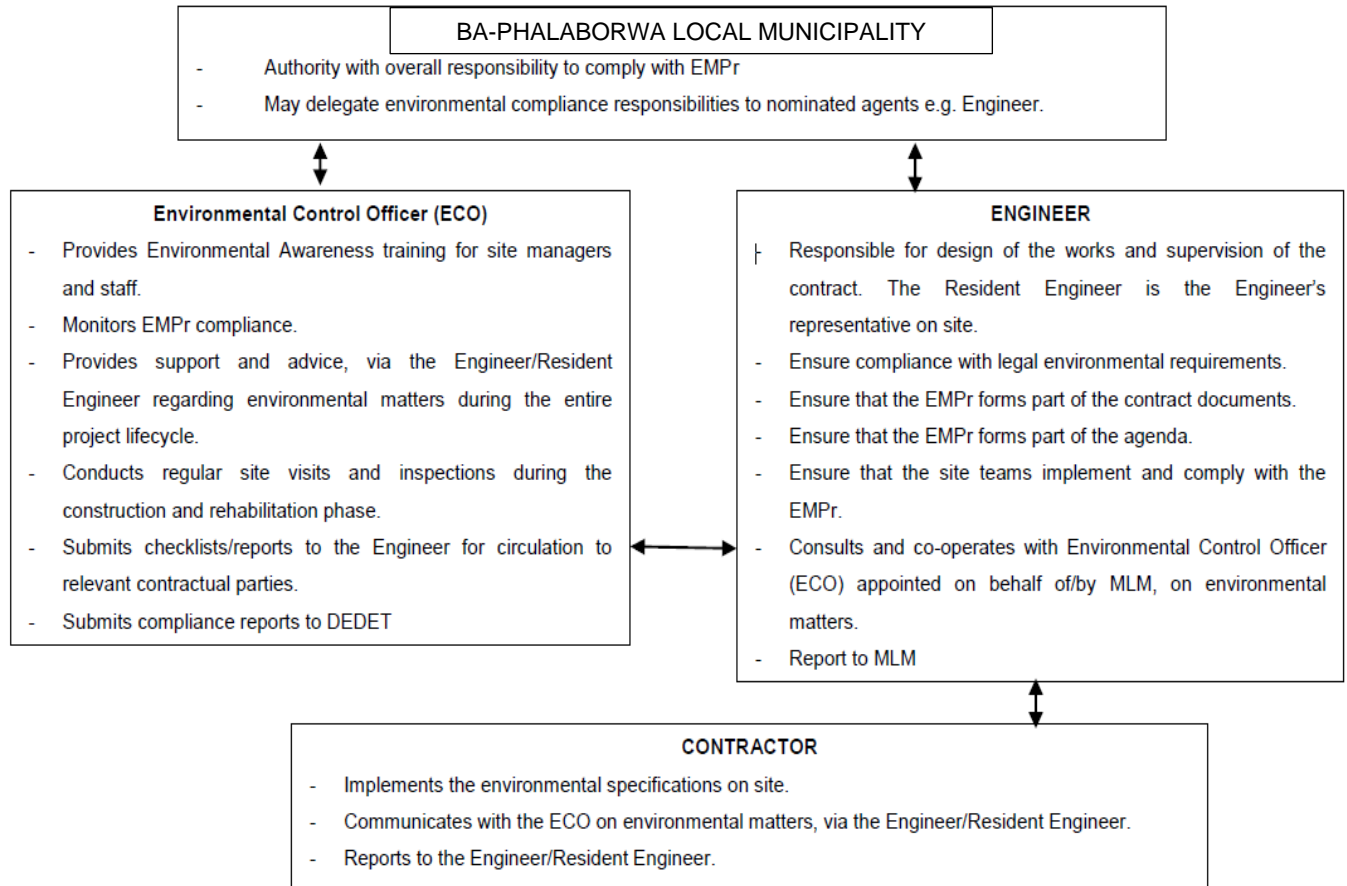 BA-PHALABORWA LOCAL MUNICIPALITY
- Authority with overall responsibility to comply with EMPr
- May delegate environmental compliance responsibilities to nominated agents e.g. Engineer.
Environmental Control Officer (ECO)
- Provides Environmental Awareness training for site managers
and staff.
- Monitors EMPr compliance.
- Provides support and advice, via the Engineer/Resident
Engineer regarding environmental matters during the entire
project lifecycle.
- Conducts regular site visits and inspections during the
construction and rehabilitation phase.
- Submits checklists/reports to the Engineer for circulation to
relevant contractual parties.
- Submits compliance reports to DEDET
ENGINEER
- Responsible for design of the works and supervision of the
contract. The Resident Engineer is the Engineer's
representative on site.
- Ensure compliance with legal environmental requirements.
- Ensure that the EMPr forms part of the contract documents.
- Ensure that the EMPr forms part of the agenda.
- Ensure that the site teams implement and comply with the
EMPr.
- Consults and co-operates with Environmental Control Officer
(ECO) appointed on behalf of/by MLM, on environmental
matters.
- Report to MLM
CONTRACTOR
- Implements the environmental specifications on site.
- Communicates with the ECO on environmental matters, via the Engineer/Resident Engineer.
- Reports to the Engineer/Resident Engineer.